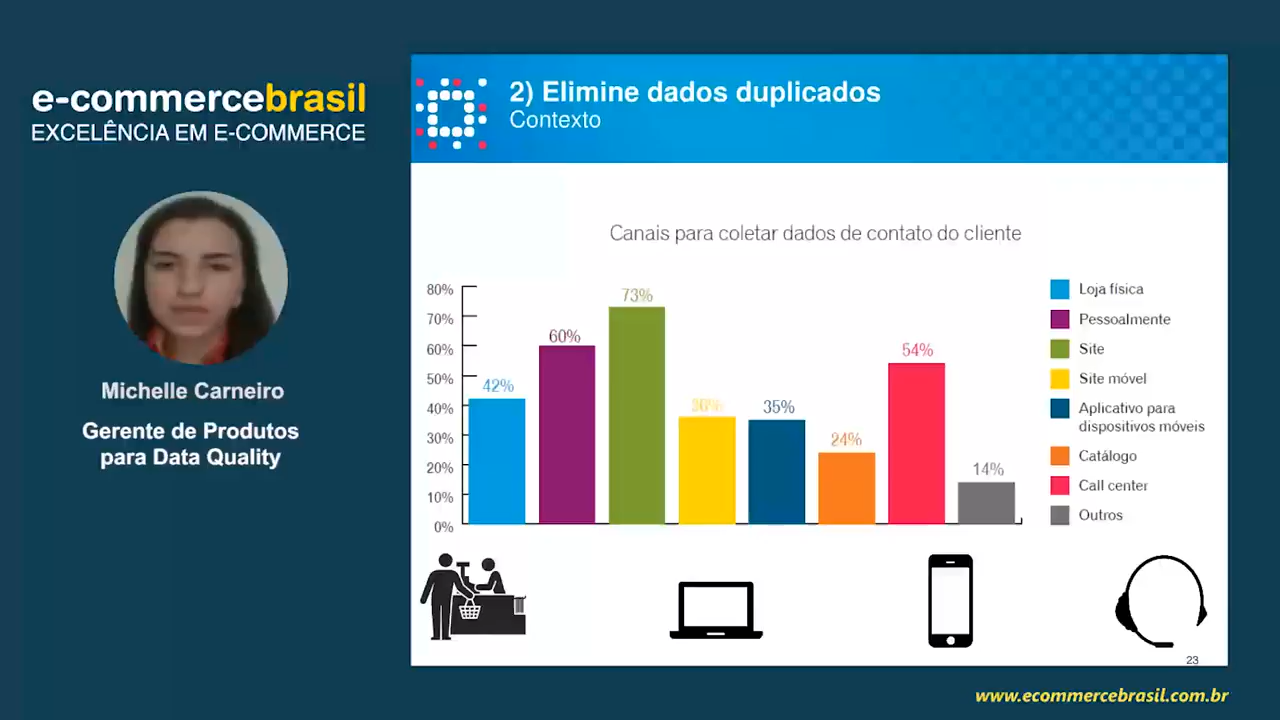 e-commercebrasil
EXCELÊNCIA EM E-COMMERCE
Michelle Carneiro
Gerente de Produtos
para Data Quality
2) Elimine dados duplicados
Contexto
Canais para coletar dados de contato do cliente
80%
70%
60%
50%
40%
30%
20%
10%
0%
42%
60%
73%
36%
35%
24%
54%
14%
Loja física
Pessoalmente
Site
Site móvel
Aplicativo para
dispositivos móveis
Catálogo
Call center
Outros
23
www.ecommercebrasil.com.br